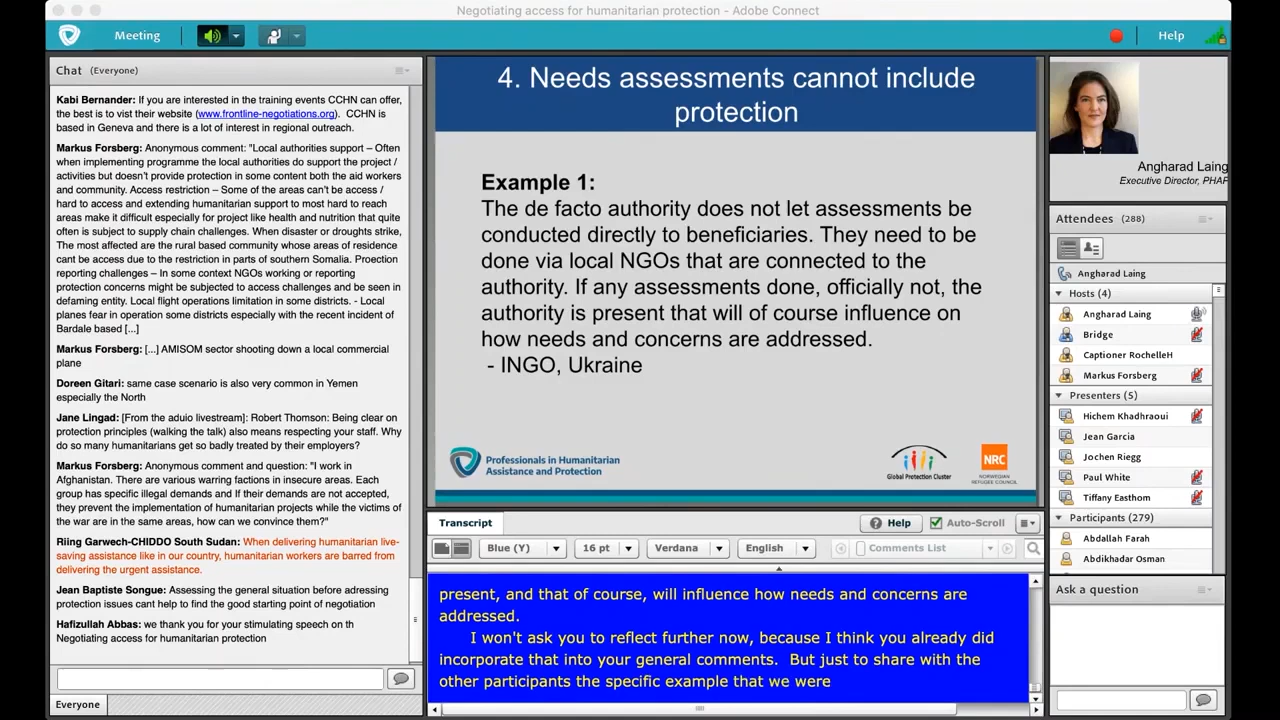 Negotiating access for humanitarian protection - Adobe Connect
Meeting
Help
Chat (Everyone)
Kabi Bernander: If you are interested in the training events CCHN can offer,
the best is to vist their website (www.frontline-negotiations.org). CCHN is
based in Geneva and there is a lot of interest in regional outreach.
Markus Forsberg: Anonymous comment: "Local authorities support – Often
when implementing programme the local authorities do support the project /
activities but doesn't provide protection in some content both the aid workers
and community. Access restriction – Some of the areas can't be access /
hard to access and extending humanitarian support to most hard to reach
areas make it difficult especially for project like health and nutrition that quite
often is subject to supply chain challenges. When disaster or droughts strike,
The most affected are the rural based community whose areas of residence
cant be access due to the restriction in parts of southern Somalia. Proection
reporting challenges – In some context NGOs working or reporting
protection concerns might be subjected to access challenges and be seen in
defaming entity. Local flight operations limitation in some districts. - Local
planes fear in operation some districts especially with the recent incident of
Bardale based [...]
Markus Forsberg: [...] AMISOM sector shooting down a local commercial
plane
Doreen Gitari: same case scenario is also very common in Yemen
especially the North
Jane Lingad: [From the aduio livestream]: Robert Thomson: Being clear on
protection principles (walking the talk) also means respecting your staff. Why
do so many humanitarians get so badly treated by their employers?
Markus Forsberg: Anonymous comment and question: "I work in
Afghanistan. There are various warring factions in insecure areas. Each
group has specific illegal demands and If their demands are not accepted,
they prevent the implementation of humanitarian projects while the victims of
the war are in the same areas, how can we convince them?"
Riing Garwech-CHIDDO South Sudan: When delivering humanitarian live-
saving assistance like in our country, humanitarian workers are barred from
delivering the urgent assistance.
Jean Baptiste Songue: Assessing the general situation before adressing
protection issues cant help to find the good starting point of negotiation
Hafizullah Abbas: we thank you for your stimulating speech on th
Negotiating access for humanitarian protection
Everyone
4. Needs assessments cannot include
protection
Example 1:
The de facto authority does not let assessments be
conducted directly to beneficiaries. They need to be
done via local NGOs that are connected to the
authority. If any assessments done, officially not, the
authority is present that will of course influence on
how needs and concerns are addressed.
- INGO, Ukraine
Professionals in Humanitarian
Assistance and Protection
Global Protection Cluster
NRC
NORWEGIAN
REFUGEE COUNCIL
Transcript
Help
Auto-Scroll
Blue (Y)
16 pt
Verdana
English
Comments List
present, and that of course, will influence how needs and concerns are
addressed.
I won't ask you to reflect further now, because I think you already did
incorporate that into your general comments. But just to share with the
other participants the specific example that we were
Angharad Laing
Executive Director, PHAP
Attendees (288)
Angharad Laing
Hosts (4)
Angharad Laing
Bridge
Captioner RochelleH
Markus Forsberg
Presenters (5)
Hichem Khadhraoui
Jean Garcia
Jochen Riegg
Paul White
Tiffany Easthom
Participants (279)
Abdallah Farah
Abdikhadar Osman
Ask a question